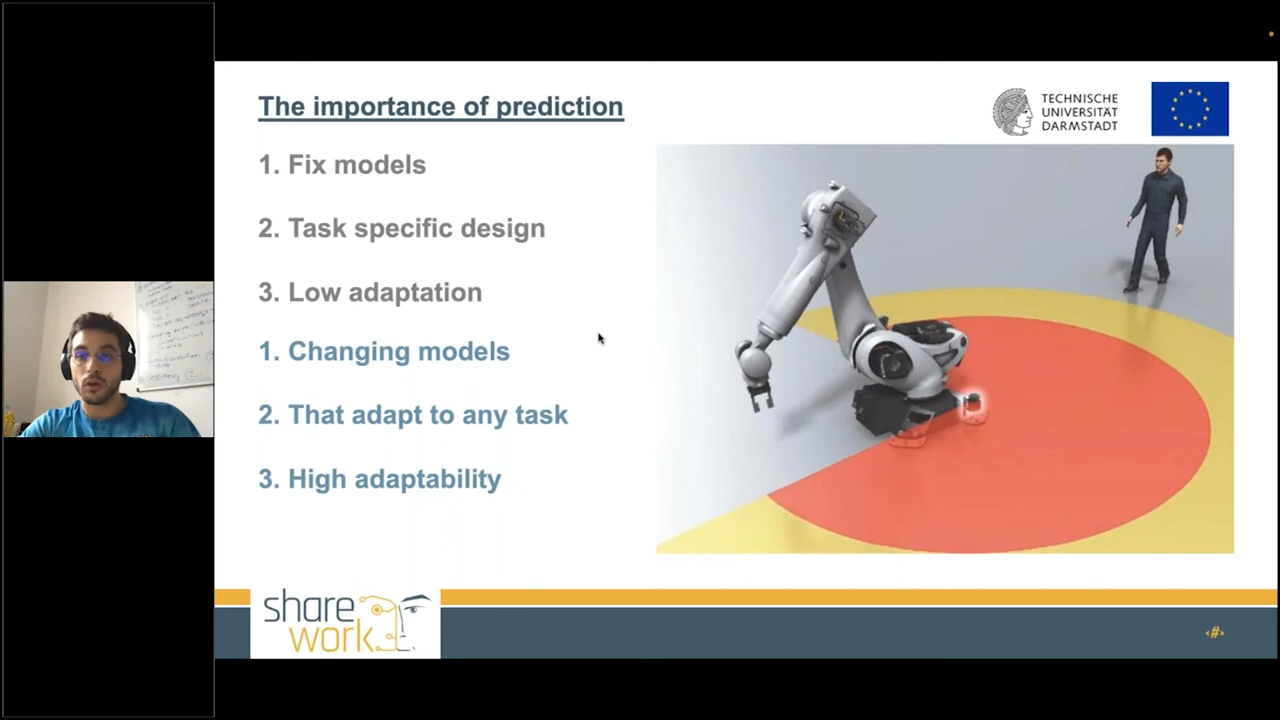 The importance of prediction
TECHNISCHE
UNIVERSITÄT
DARMSTADT
1. Fix models
2. Task specific design
3. Low adaptation
1. Changing models
2. That adapt to any task
3. High adaptability
share
work
‹#›